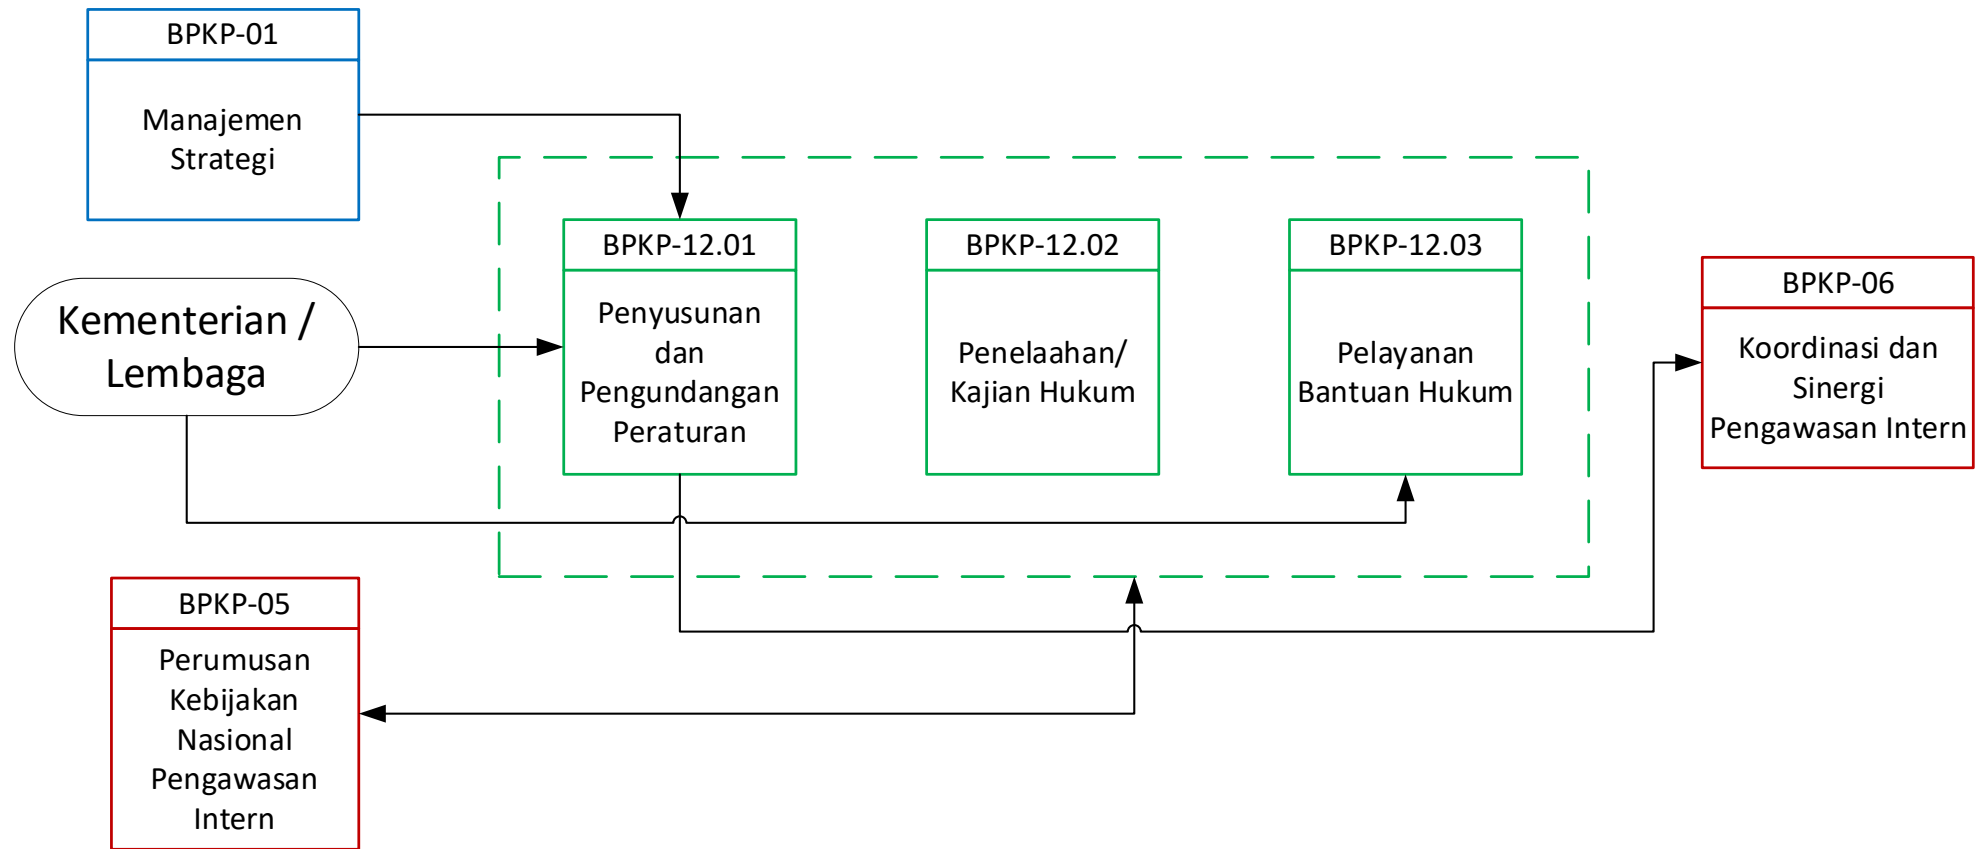 BPKP-01
Manajemen
Strategi
Kementerian /
Lembaga
BPKP-05
Perumusan
Kebijakan
Nasional
Pengawasan
Intern
BPKP-12.01
Penyusunan
dan
Pengundangan
Peraturan
BPKP-12.02
Penelaahan/
Kajian Hukum
BPKP-12.03
Pelayanan
Bantuan Hukum
BPKP-06
Koordinasi dan
Sinergi
Pengawasan Intern